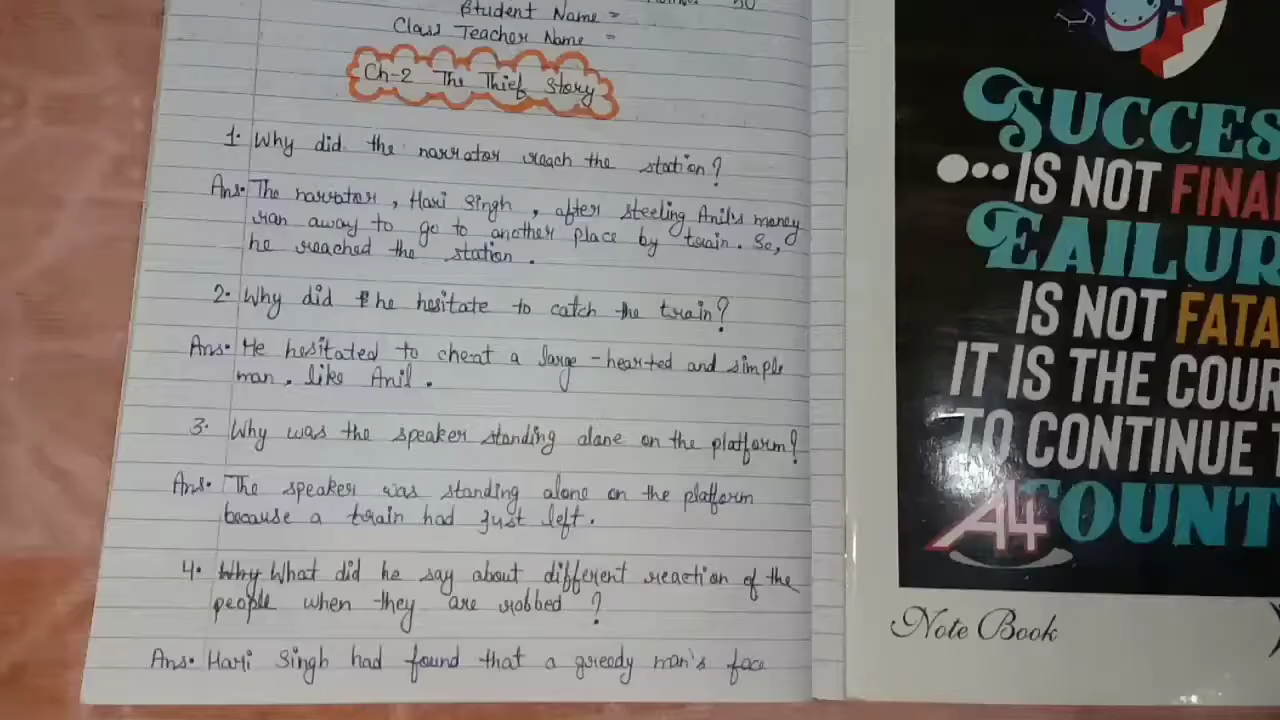 Student Name =
Class Teacher Name =
Ch-2 The Thief Story
1. Why did the narrator reach the station?
Ans. The narrator, Hari Singh, after steeling Anil's money
ran away to go to another place by train. So,
he reached the station.
2. Why did he hesitate to catch the train?
Ans. He hesitated to cheat a large-hearted and simple
man, like Anil.
3. Why was the speaker standing alone on the platform?
Ans. The speaker was standing alone on the platform
because a train had just left.
4. Why What did he say about different reaction of the
people when they are robbed?
Ans. Hari Singh had found that a greedy man's face
SUCCES
IS NOT FINA
FAILUR
IS NOT FATA
IT IS THE COUR
TO CONTINUE T
COUNT
A4
Note Book